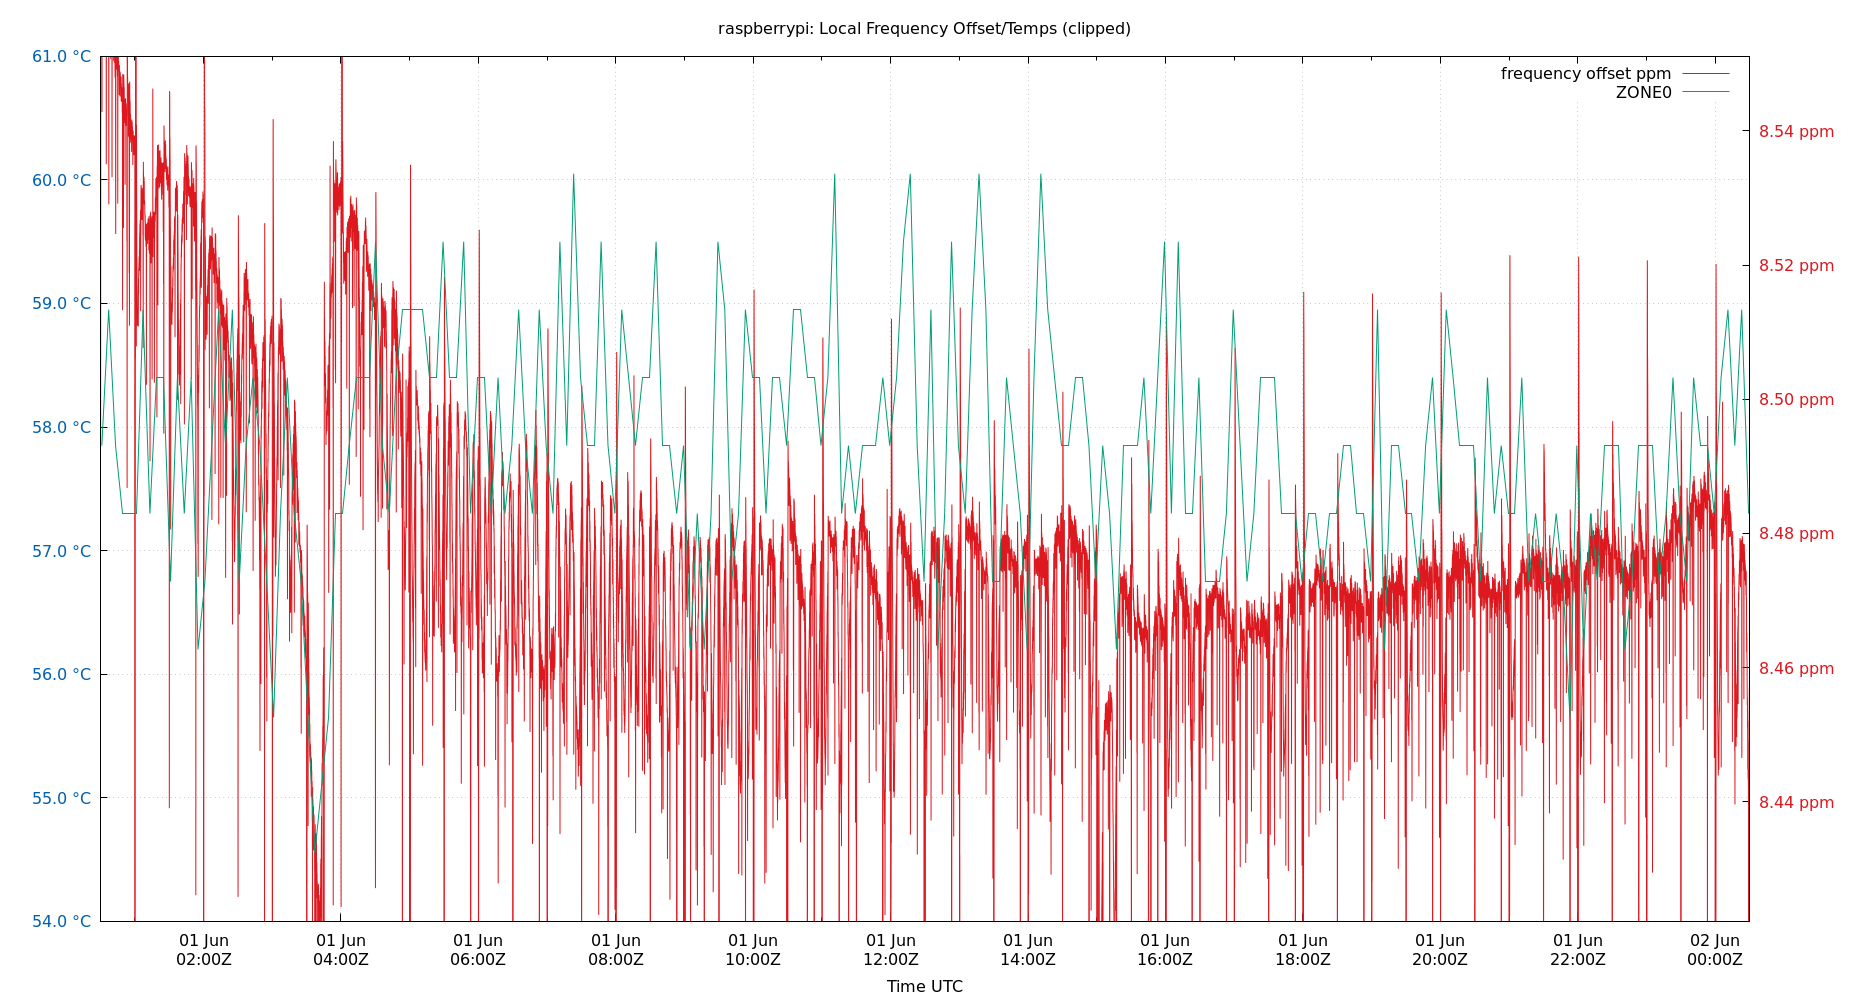 raspberrypi: Local Frequency Offset/Temps (clipped)
61.0 °C
60.0 °C
59.0 °C
58.0 °C
57.0 °C
56.0 °C
55.0 °C
54.0 °C
frequency offset ppm
ZONE0
8.54 ppm
8.52 ppm
8.50 ppm
8.48 ppm
8.46 ppm
8.44 ppm
01 Jun 01 Jun 01 Jun 01 Jun 01 Jun 01 Jun 01 Jun 01 Jun 01 Jun 01 Jun 01 Jun 02 Jun
02:00Z 04:00Z 06:00Z 08:00Z 10:00Z 12:00Z 14:00Z 16:00Z 18:00Z 20:00Z 22:00Z 00:00Z
Time UTC